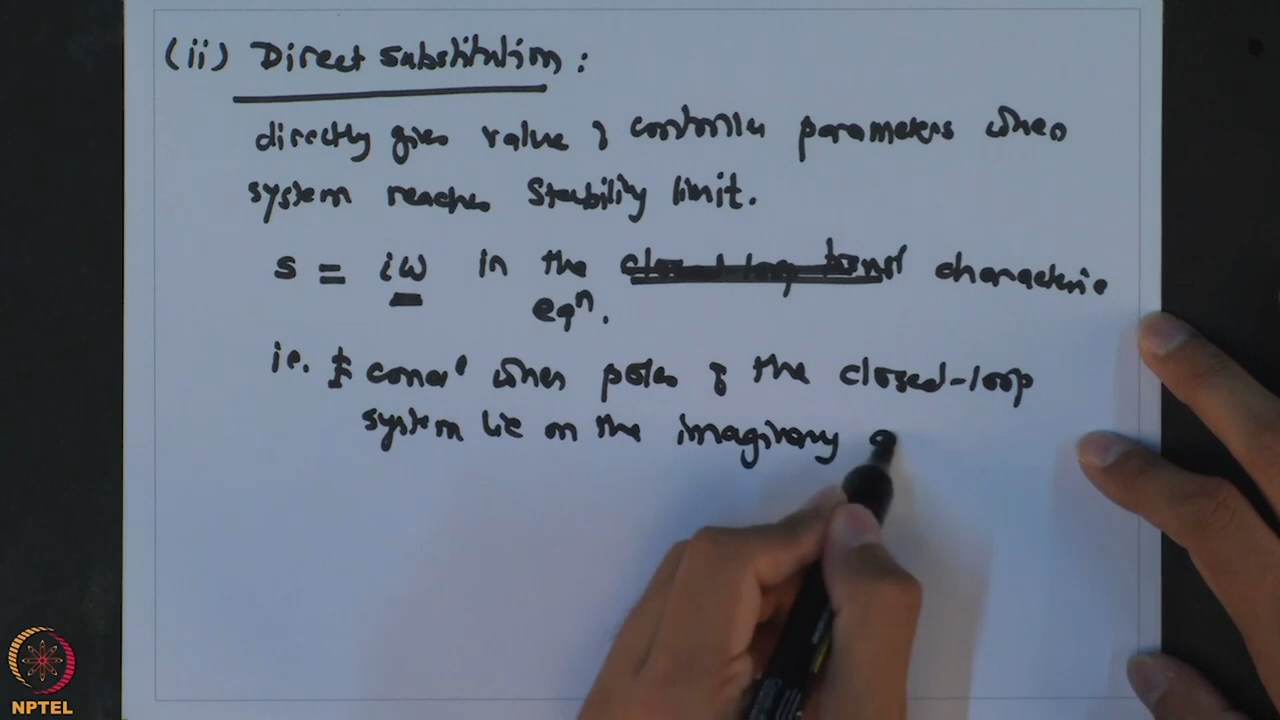 (ii) Direct substitution:
directly gives value of controller parameters when
system reaches stability limit.
s = iω in the characteristic
eqⁿ.
ie. when poles of the closed-loop
system lie on the imaginary a
NPTEL